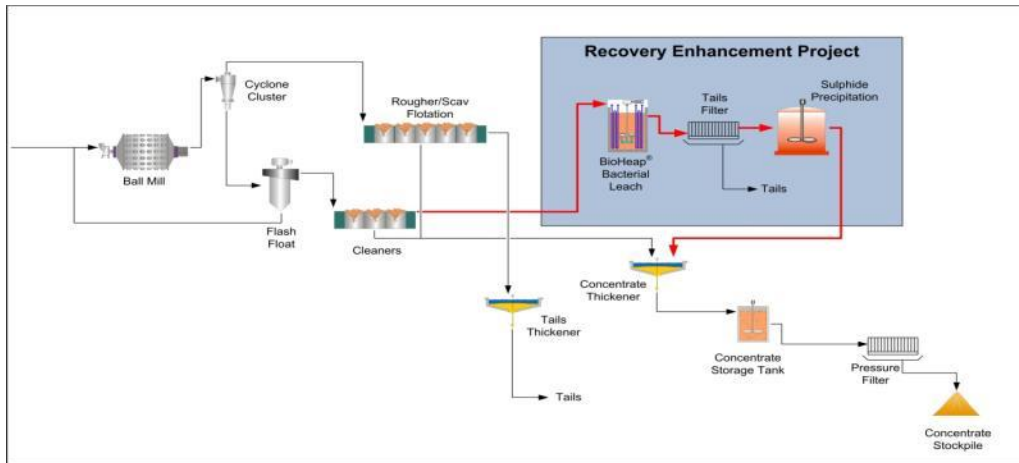 Recovery Enhancement Project
Cyclone
Cluster
Rougher/Scav
Flotation
Tails
Filter
Sulphide
Precipitation
Ball Mill
BioHeap®
Bacterial
Leach
Tails
Flash
Float
Cleaners
Concentrate
Thickener
Tails
Thickener
Concentrate
Storage Tank
Pressure
Filter
Tails
Concentrate
Stockpile